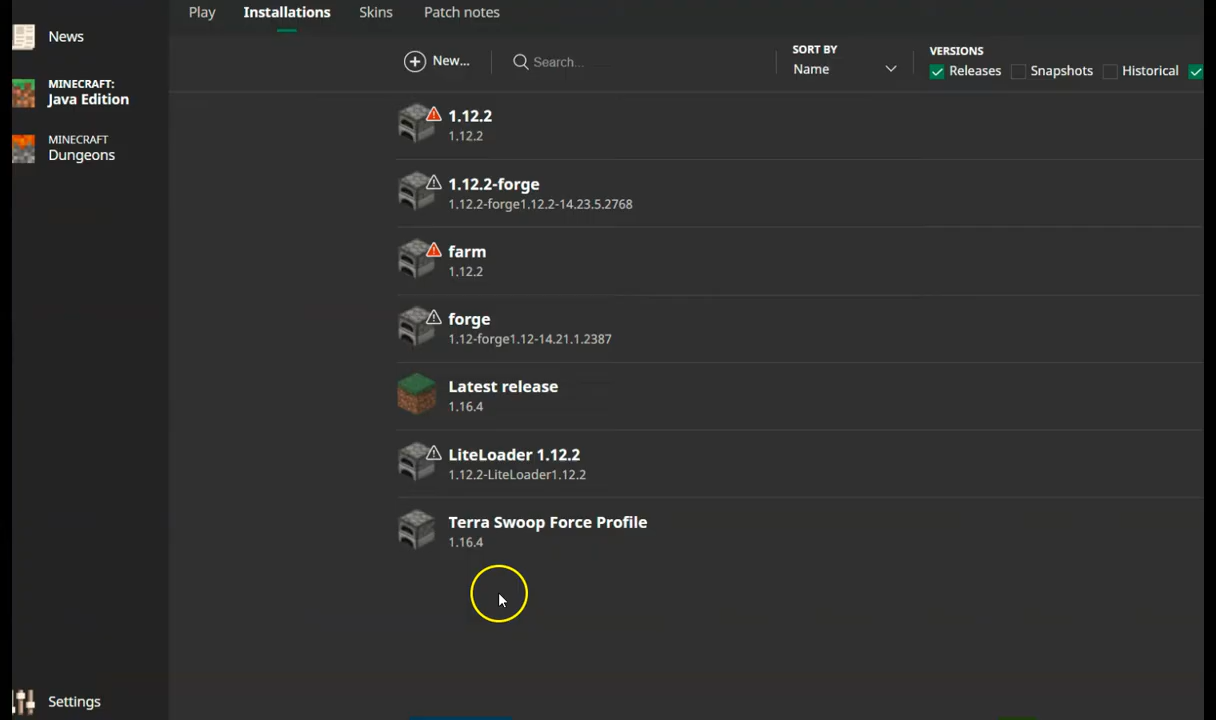 Play Installations Skins Patch notes
News
MINECRAFT:
Java Edition
MINECRAFT
Dungeons
New... Search... SORT BY
Name
VERSIONS
Releases Snapshots Historical
1.12.2
1.12.2
1.12.2-forge
1.12.2-forge1.12.2-14.23.5.2768
farm
1.12.2
forge
1.12-forge1.12-14.21.1.2387
Latest release
1.16.4
LiteLoader 1.12.2
1.12.2-LiteLoader1.12.2
Terra Swoop Force Profile
1.16.4
Settings